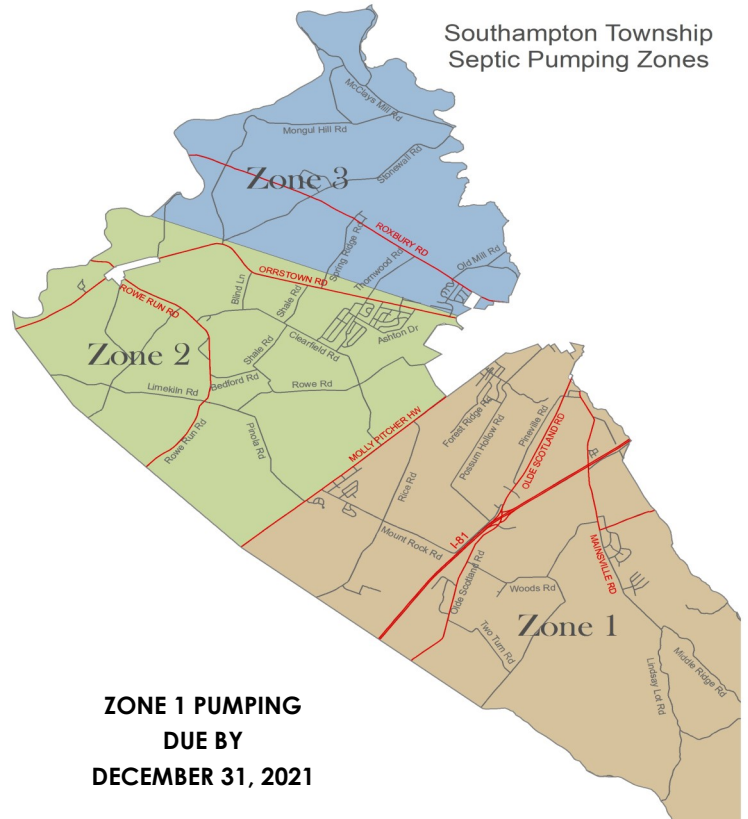 Southampton Township
Septic Pumping Zones
McClays Mill Rd
Mongul Hill Rd
Stonewall Rd
Zone 3
ROXBURY RD
Spring Ridge Rd
Old Mill Rd
Thornwood Rd
ORRSTOWN RD
Blind Ln
Shale Rd
ROWE RUN RD
Ashton Dr
Clearfield Rd
Shale Rd
Zone 2
Bedford Rd
Rowe Rd
Limekiln Rd
Rowe Run Rd
Pinola Rd
MOLLY PITCHER HW
Forest Ridge Rd
Possum Hollow Rd
Pineville Rd
OLDE SCOTLAND RD
Rice Rd
Mount Rock Rd
I-81
MAINSVILLE RD
Olde Scotland Rd
Woods Rd
Two Turn Rd
Zone 1
Lindsay Lot Rd
Middle Ridge Rd
ZONE 1 PUMPING
DUE BY
DECEMBER 31, 2021